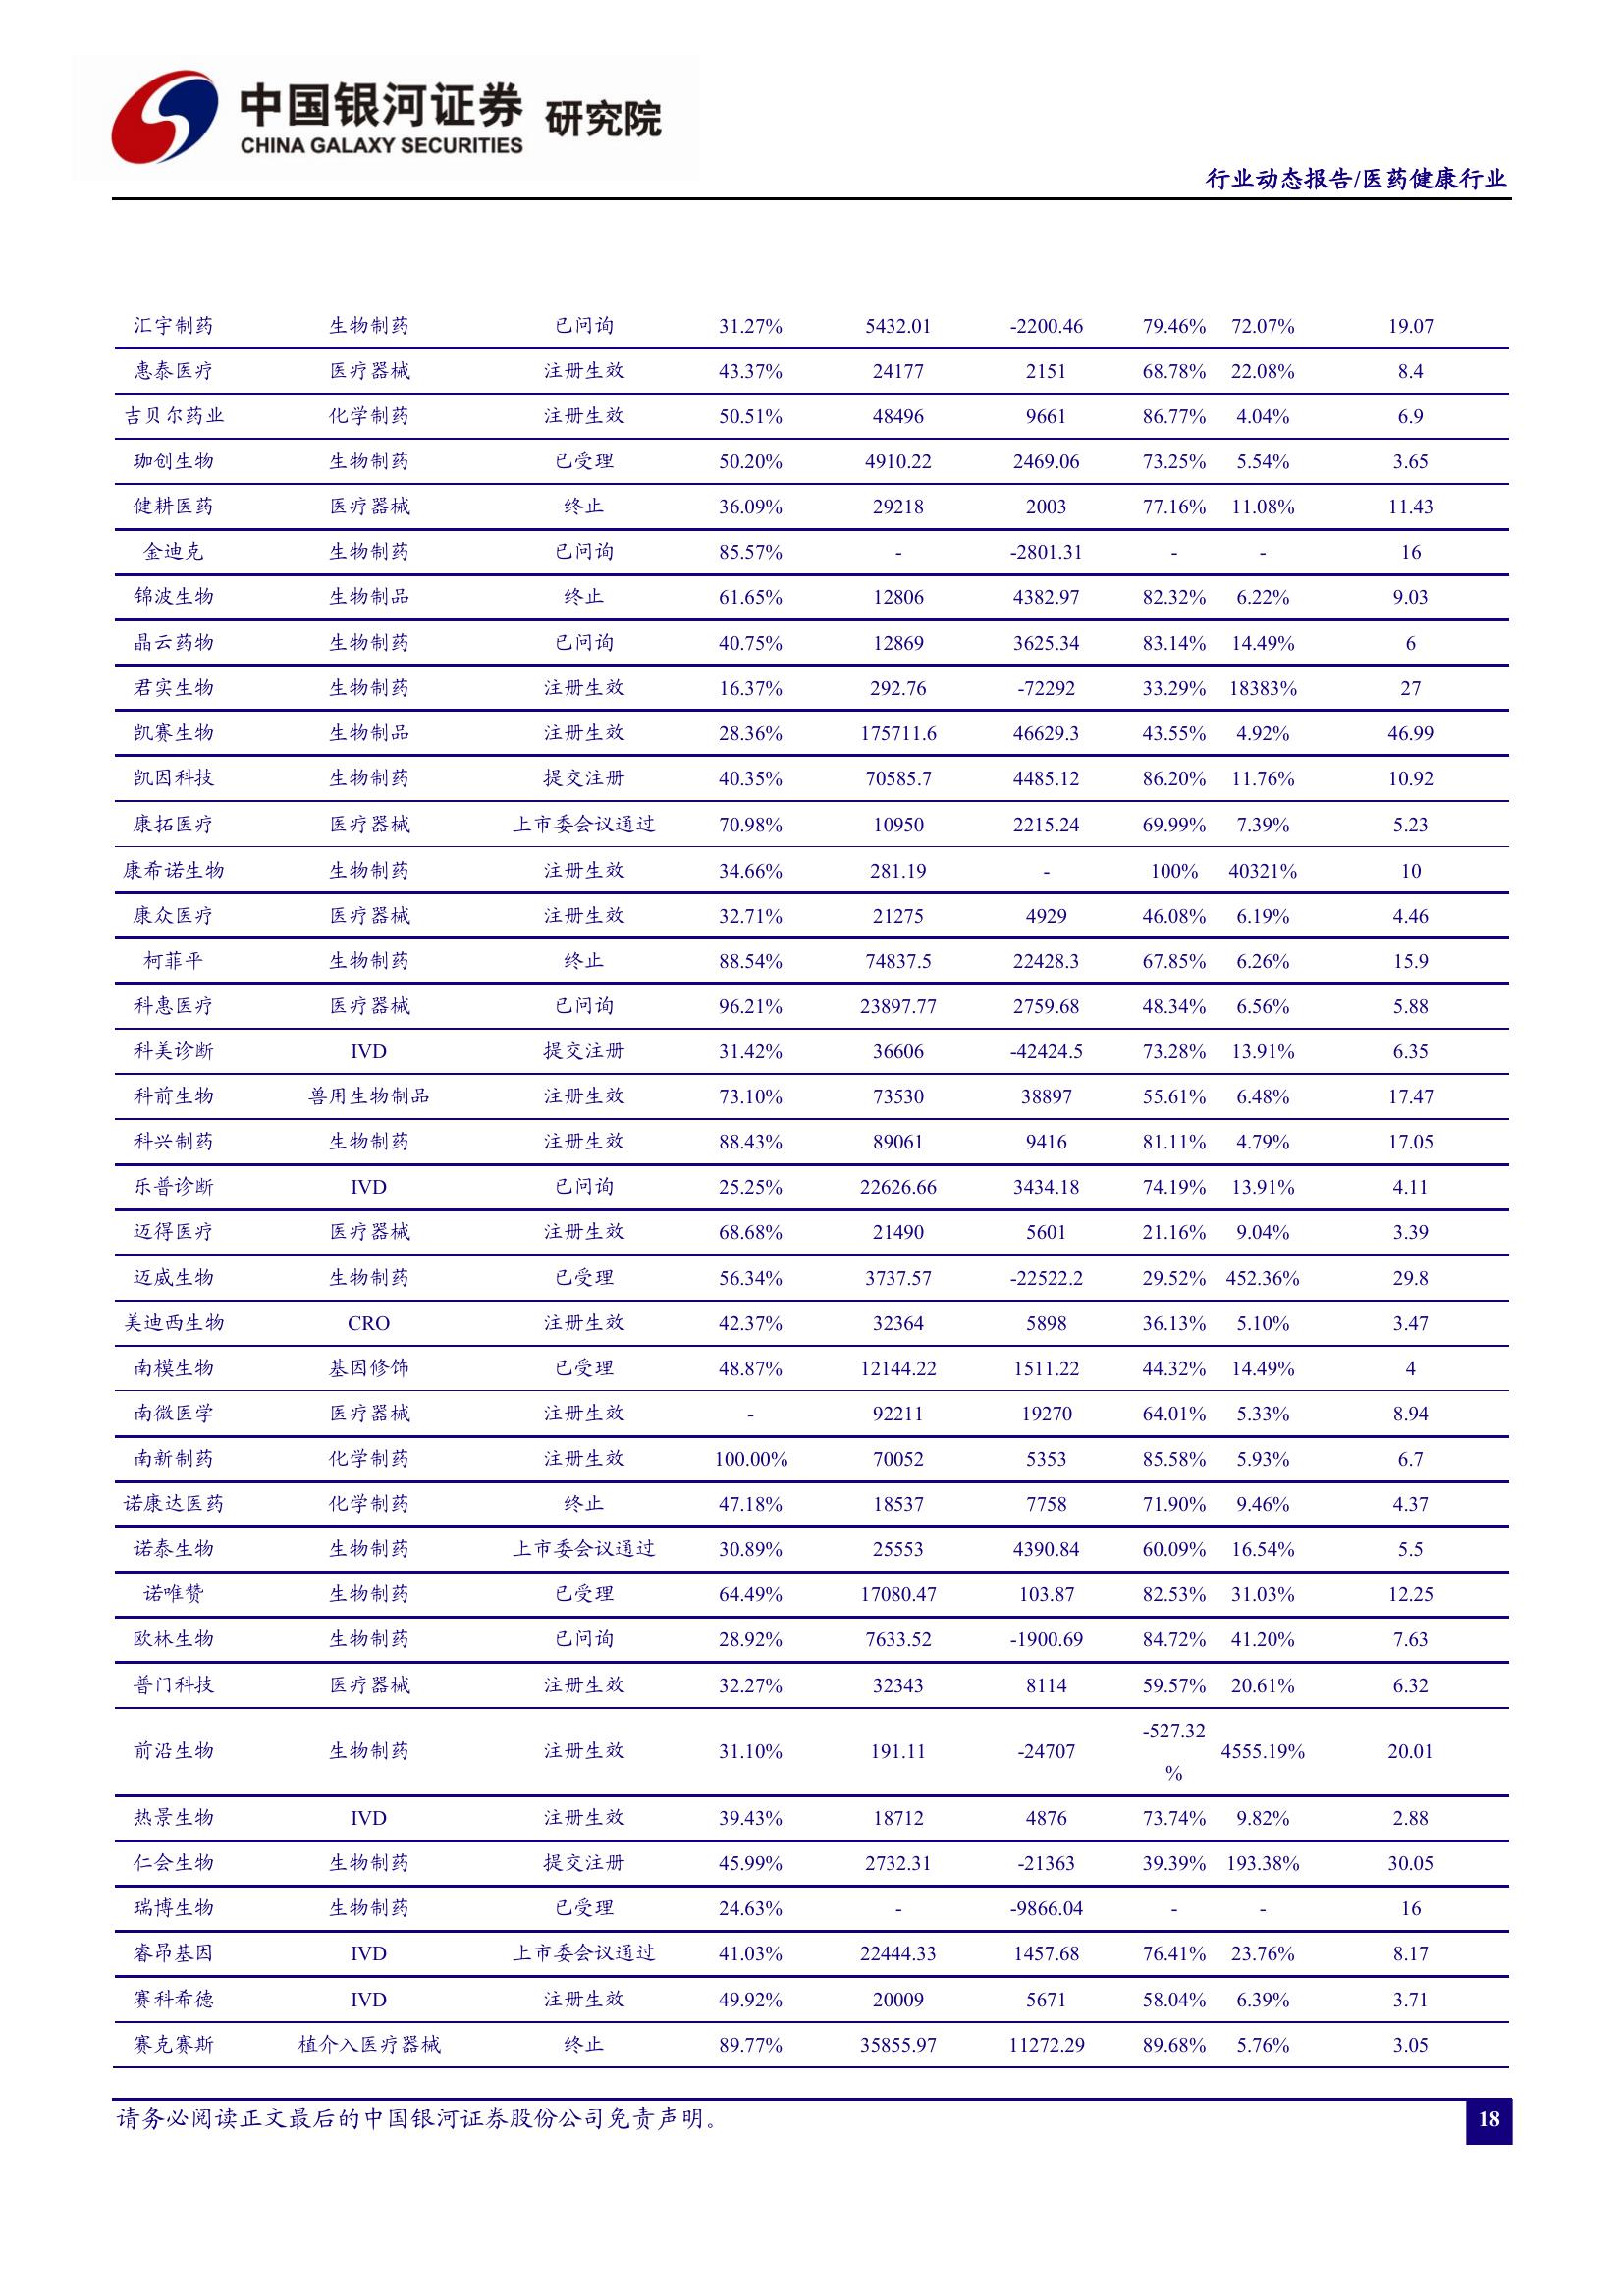 中国银河证券 研究院
CHINA GALAXY SECURITIES
行业动态报告/医药健康行业
汇宇制药 生物制药 已问询 31.27% 5432.01 -2200.46 79.46% 72.07% 19.07
惠泰医疗 医疗器械 注册生效 43.37% 24177 2151 68.78% 22.08% 8.4
吉贝尔药业 化学制药 注册生效 50.51% 48496 9661 86.77% 4.04% 6.9
珈创生物 生物制药 已受理 50.20% 4910.22 2469.06 73.25% 5.54% 3.65
健耕医药 医疗器械 终止 36.09% 29218 2003 77.16% 11.08% 11.43
金迪克 生物制药 已问询 85.57% - -2801.31 - - 16
锦波生物 生物制品 终止 61.65% 12806 4382.97 82.32% 6.22% 9.03
晶云药物 生物制药 已问询 40.75% 12869 3625.34 83.14% 14.49% 6
君实生物 生物制药 注册生效 16.37% 292.76 -72292 33.29% 18383% 27
凯赛生物 生物制品 注册生效 28.36% 175711.6 46629.3 43.55% 4.92% 46.99
凯因科技 生物制药 提交注册 40.35% 70585.7 4485.12 86.20% 11.76% 10.92
康拓医疗 医疗器械 上市委会议通过 70.98% 10950 2215.24 69.99% 7.39% 5.23
康希诺生物 生物制药 注册生效 34.66% 281.19 - 100% 40321% 10
康众医疗 医疗器械 注册生效 32.71% 21275 4929 46.08% 6.19% 4.46
柯菲平 生物制药 终止 88.54% 74837.5 22428.3 67.85% 6.26% 15.9
科惠医疗 医疗器械 已问询 96.21% 23897.77 2759.68 48.34% 6.56% 5.88
科美诊断 IVD 提交注册 31.42% 36606 -42424.5 73.28% 13.91% 6.35
科前生物 兽用生物制品 注册生效 73.10% 73530 38897 55.61% 6.48% 17.47
科兴制药 生物制药 注册生效 88.43% 89061 9416 81.11% 4.79% 17.05
乐普诊断 IVD 已问询 25.25% 22626.66 3434.18 74.19% 13.91% 4.11
迈得医疗 医疗器械 注册生效 68.68% 21490 5601 21.16% 9.04% 3.39
迈威生物 生物制药 已受理 56.34% 3737.57 -22522.2 29.52% 452.36% 29.8
美迪西生物 CRO 注册生效 42.37% 32364 5898 36.13% 5.10% 3.47
南模生物 基因修饰 已受理 48.87% 12144.22 1511.22 44.32% 14.49% 4
南微医学 医疗器械 注册生效 - 92211 19270 64.01% 5.33% 8.94
南新制药 化学制药 注册生效 100.00% 70052 5353 85.58% 5.93% 6.7
诺康达医药 化学制药 终止 47.18% 18537 7758 71.90% 9.46% 4.37
诺泰生物 生物制药 上市委会议通过 30.89% 25553 4390.84 60.09% 16.54% 5.5
诺唯赞 生物制药 已受理 64.49% 17080.47 103.87 82.53% 31.03% 12.25
欧林生物 生物制药 已问询 28.92% 7633.52 -1900.69 84.72% 41.20% 7.63
普门科技 医疗器械 注册生效 32.27% 32343 8114 59.57% 20.61% 6.32
前沿生物 生物制药 注册生效 31.10% 191.11 -24707 -527.32
% 4555.19% 20.01
热景生物 IVD 注册生效 39.43% 18712 4876 73.74% 9.82% 2.88
仁会生物 生物制药 提交注册 45.99% 2732.31 -21363 39.39% 193.38% 30.05
瑞博生物 生物制药 已受理 24.63% - -9866.04 - - 16
睿昂基因 IVD 上市委会议通过 41.03% 22444.33 1457.68 76.41% 23.76% 8.17
赛科希德 IVD 注册生效 49.92% 20009 5671 58.04% 6.39% 3.71
赛克赛斯 植介入医疗器械 终止 89.77% 35855.97 11272.29 89.68% 5.76% 3.05
请务必阅读正文最后的中国银河证券股份公司免责声明。
18